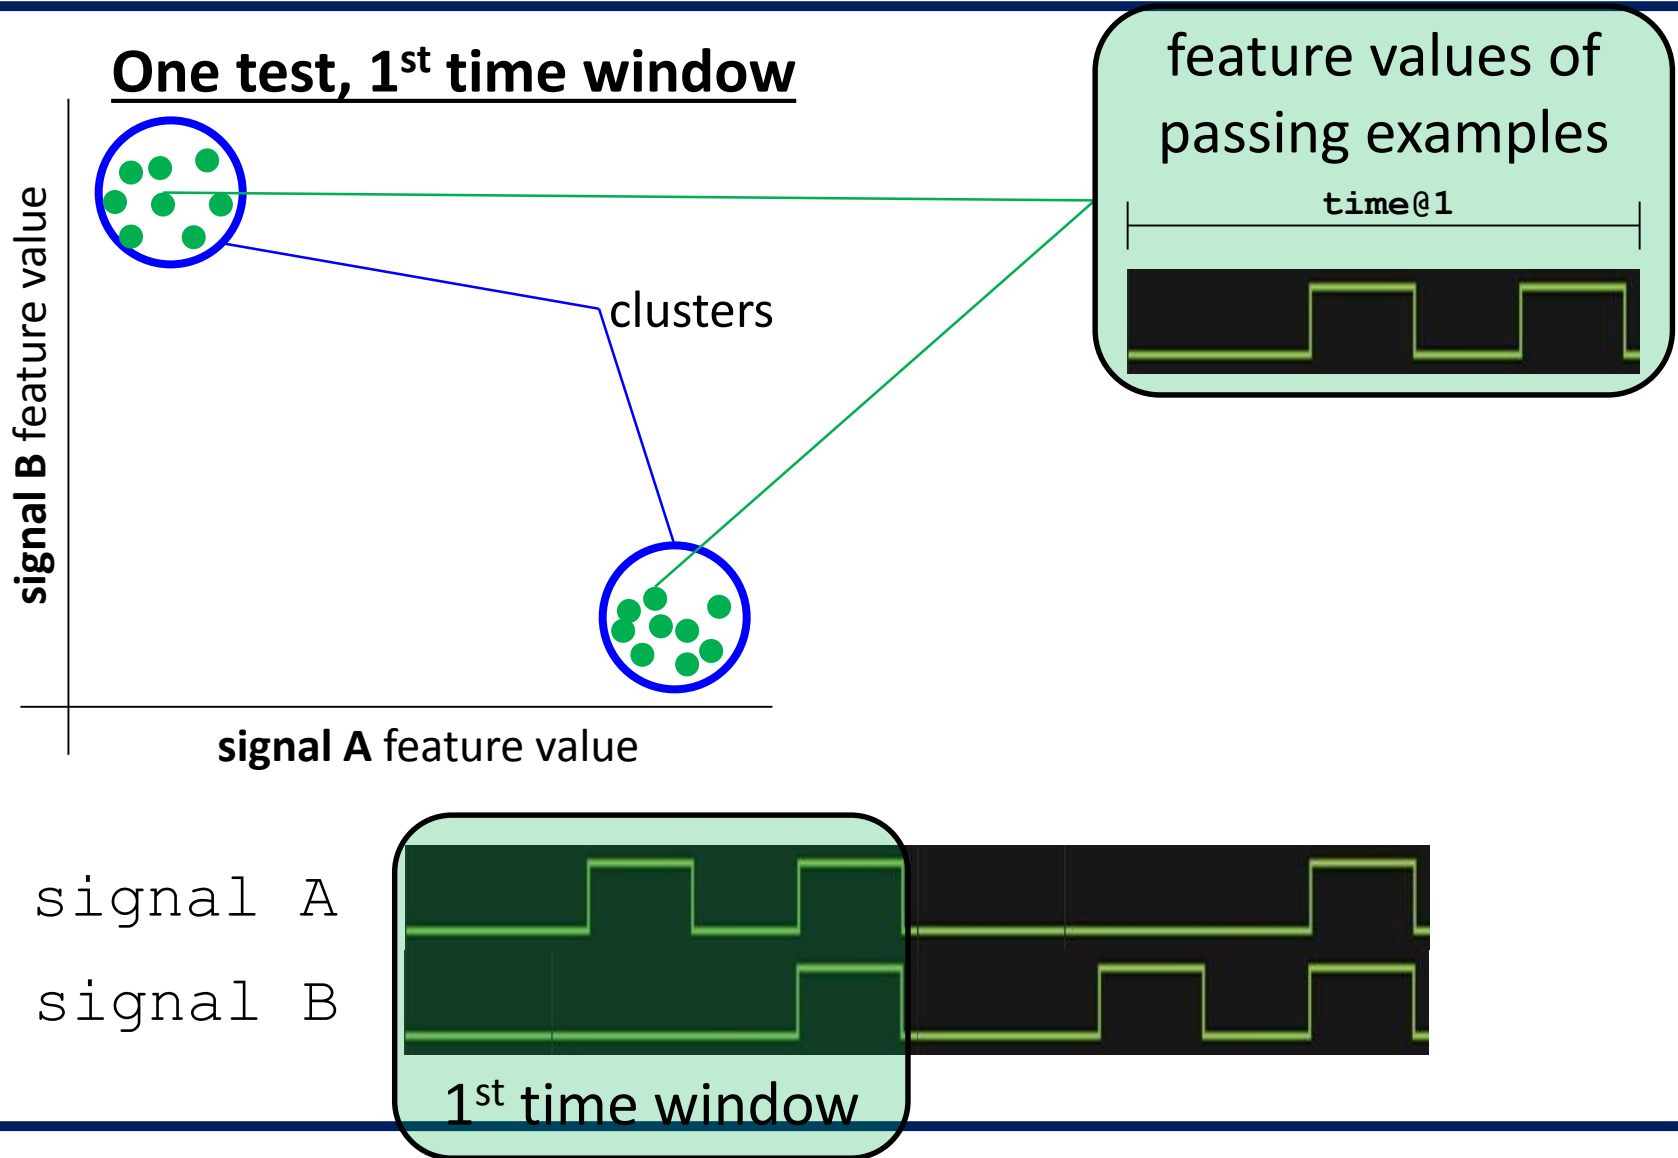 One test, 1st time window
feature values of
passing examples
time@1
clusters
signal B feature value
signal A feature value
signal A
signal B
1st time window